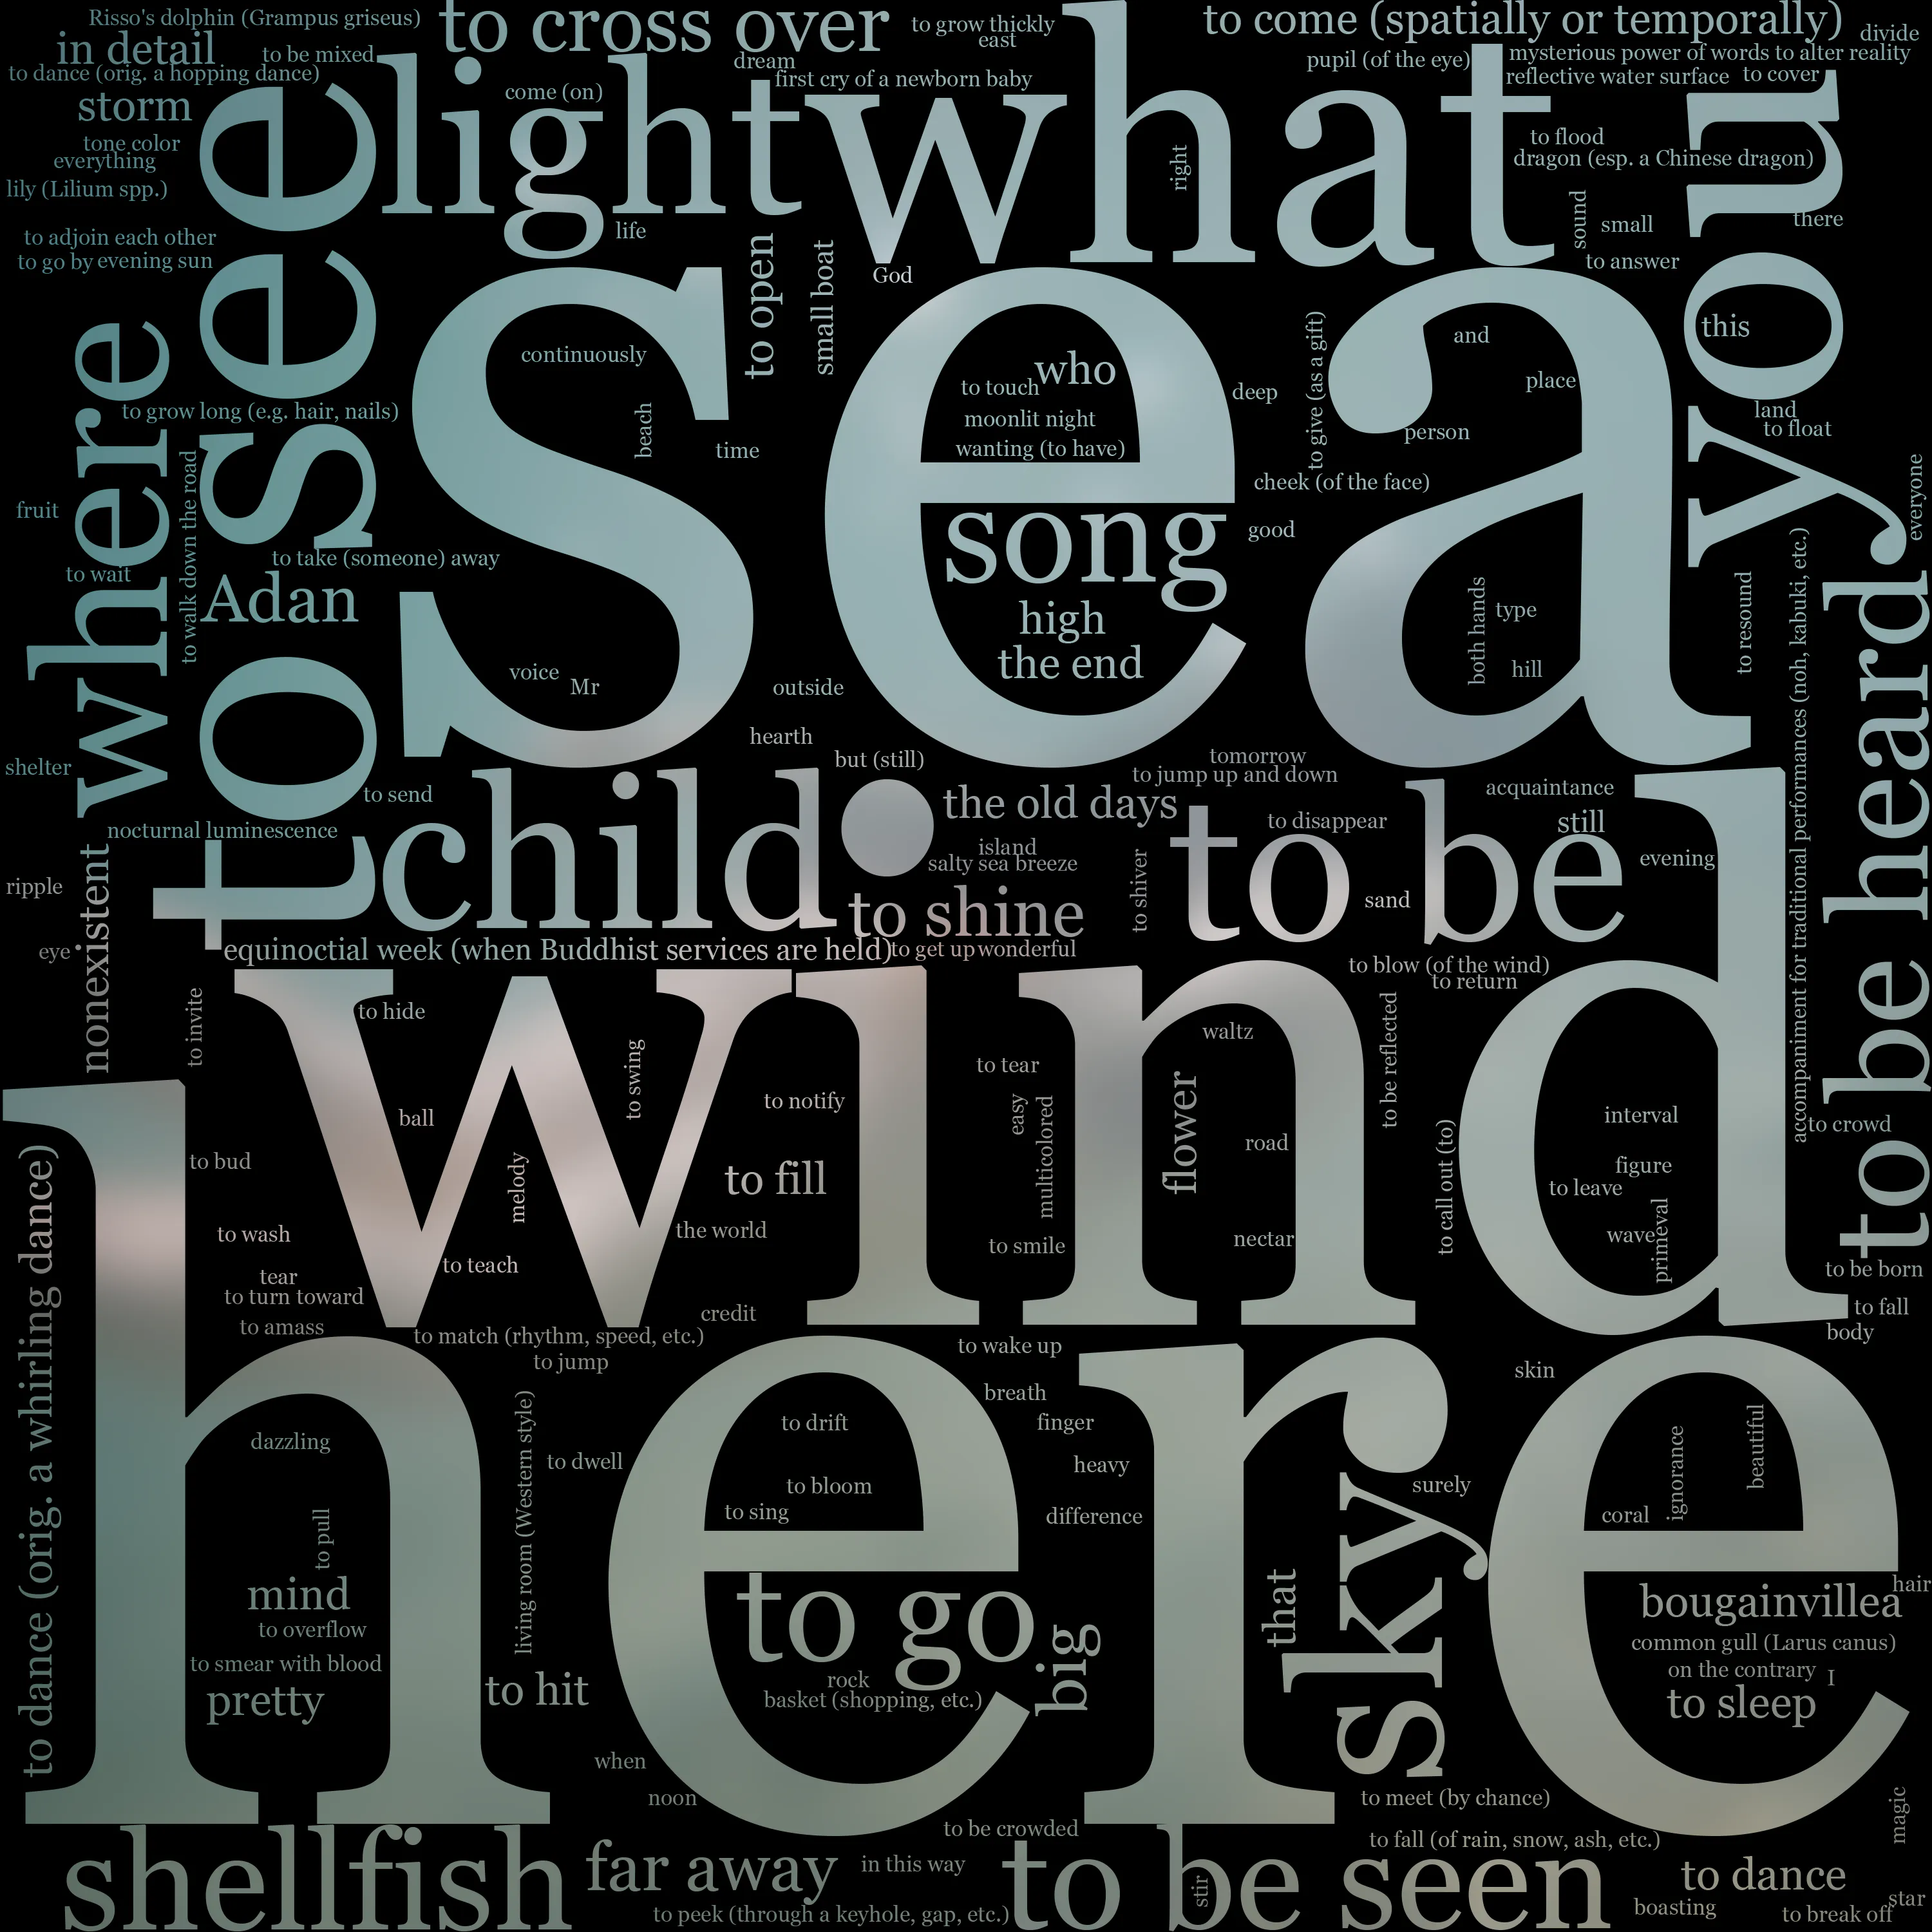 Risso's dolphin (Grampus griseus)
to cross over
to grow thickly
to come (spatially or temporally)
divide
in detail
to be mixed
dream
east
mysterious power of words to alter reality
to dance (orig. a hopping dance)
light
first cry of a newborn baby
pupil (of the eye)
reflective water surface
to cover
storm
come (on)
what
you
tone color
to see
right
to flood
everything
dragon (esp. a Chinese dragon)
lily (Lilium spp.)
life
sound
small
there
to adjoin each other
to open
small boat
to answer
to go by
evening sun
God
sea
where
continuously
who
to give (as a gift)
and
this
to touch
deep
place
to grow long (e.g. hair, nails)
beach
moonlit night
person
land
to float
time
wanting (to have)
fruit
to walk down the road
cheek (of the face)
everyone
song
good
to take (someone) away
to wait
Adan
high
both hands
type
to resound
accompaniment for traditional performances (noh, kabuki, etc.)
to be heard
the end
voice
Mr
outside
hill
hearth
shelter
but (still)
tomorrow
to jump up and down
to send
child
the old days
acquaintance
nocturnal luminescence
to be
to disappear
still
island
salty sea breeze
to shiver
evening
ripple
nonexistent
to shine
sand
eye
equinoctial week (when Buddhist services are held)
to get up
wonderful
to blow (of the wind)
wind
to return
to invite
to hide
to swing
waltz
to be reflected
to tear
ball
to notify
easy
multicolored
flower
interval
to crowd
to dance (orig. a whirling dance)
to bud
melody
to fill
road
to call out (to)
figure
to leave
to wash
the world
to smile
nectar
wave
primeval
to teach
tear
to be born
to turn toward
credit
to fall
to amass
to match (rhythm, speed, etc.)
body
here
to jump
to wake up
skin
living room (Western style)
breath
to drift
finger
dazzling
to dwell
heavy
ignorance
beautiful
to bloom
surely
to pull
to sing
difference
coral
sky
mind
to go
that
hair
bougainvillea
to overflow
big
common gull (Larus canus)
to smear with blood
rock
on the contrary
I
pretty
to hit
basket (shopping, etc.)
to sleep
when
noon
to meet (by chance)
magic
shellfish
to be crowded
to fall (of rain, snow, ash, etc.)
far away
in this way
to be seen
to dance
stir
boasting
star
to peek (through a keyhole, gap, etc.)
to break off